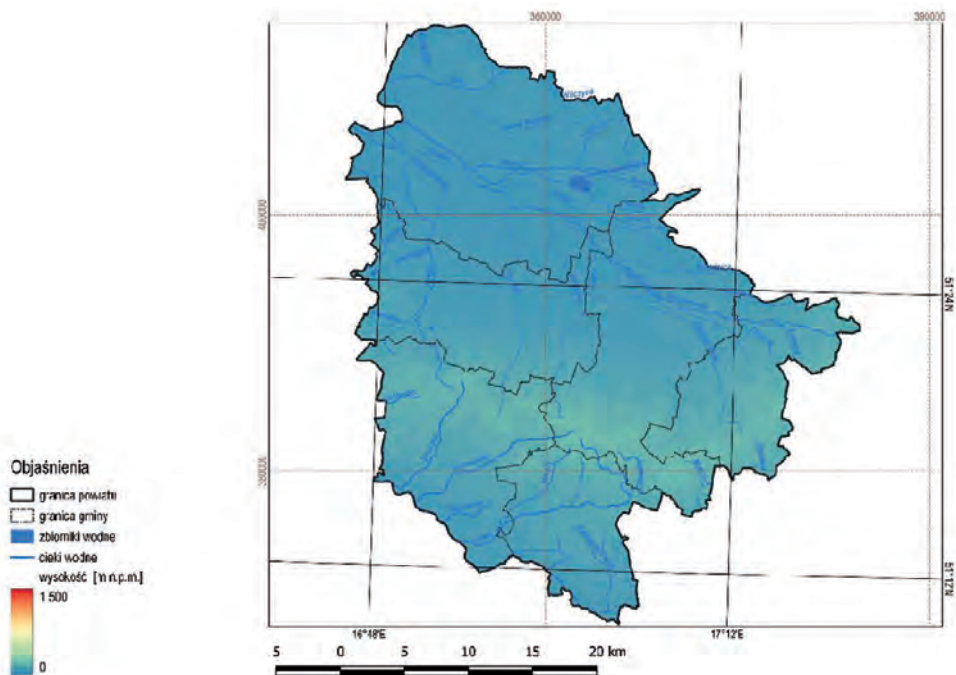 360000
390000
400000
51°24'N
Objaśnienia
granica powiatu
granica gminy
zbiorniki wodne
cieki wodne
wysokość [m n.p.m.]
1 500
0
380000
51°12'N
16°48'E
17°12'E
5 0 5 10 15 20 km